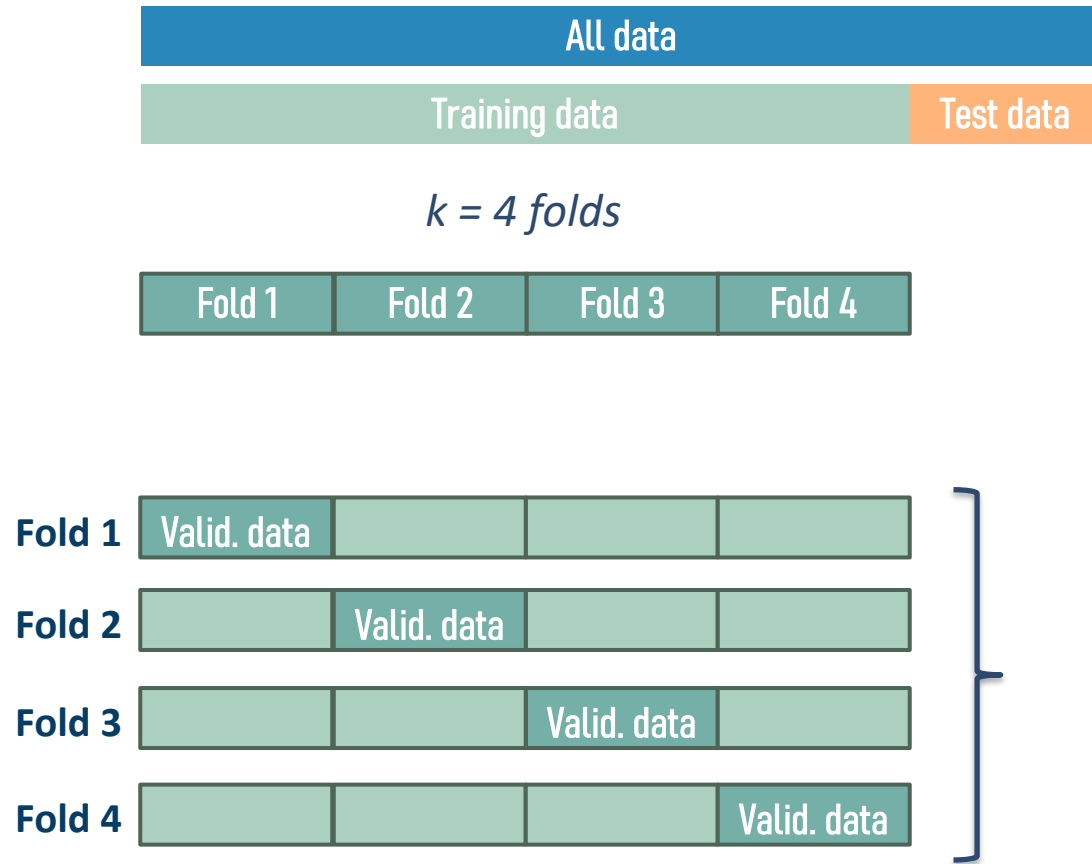 All data
Training data Test data
k = 4 folds
Fold 1 Fold 2 Fold 3 Fold 4
Fold 1 Valid. data
Fold 2 Valid. data
Fold 3 Valid. data
Fold 4 Valid. data